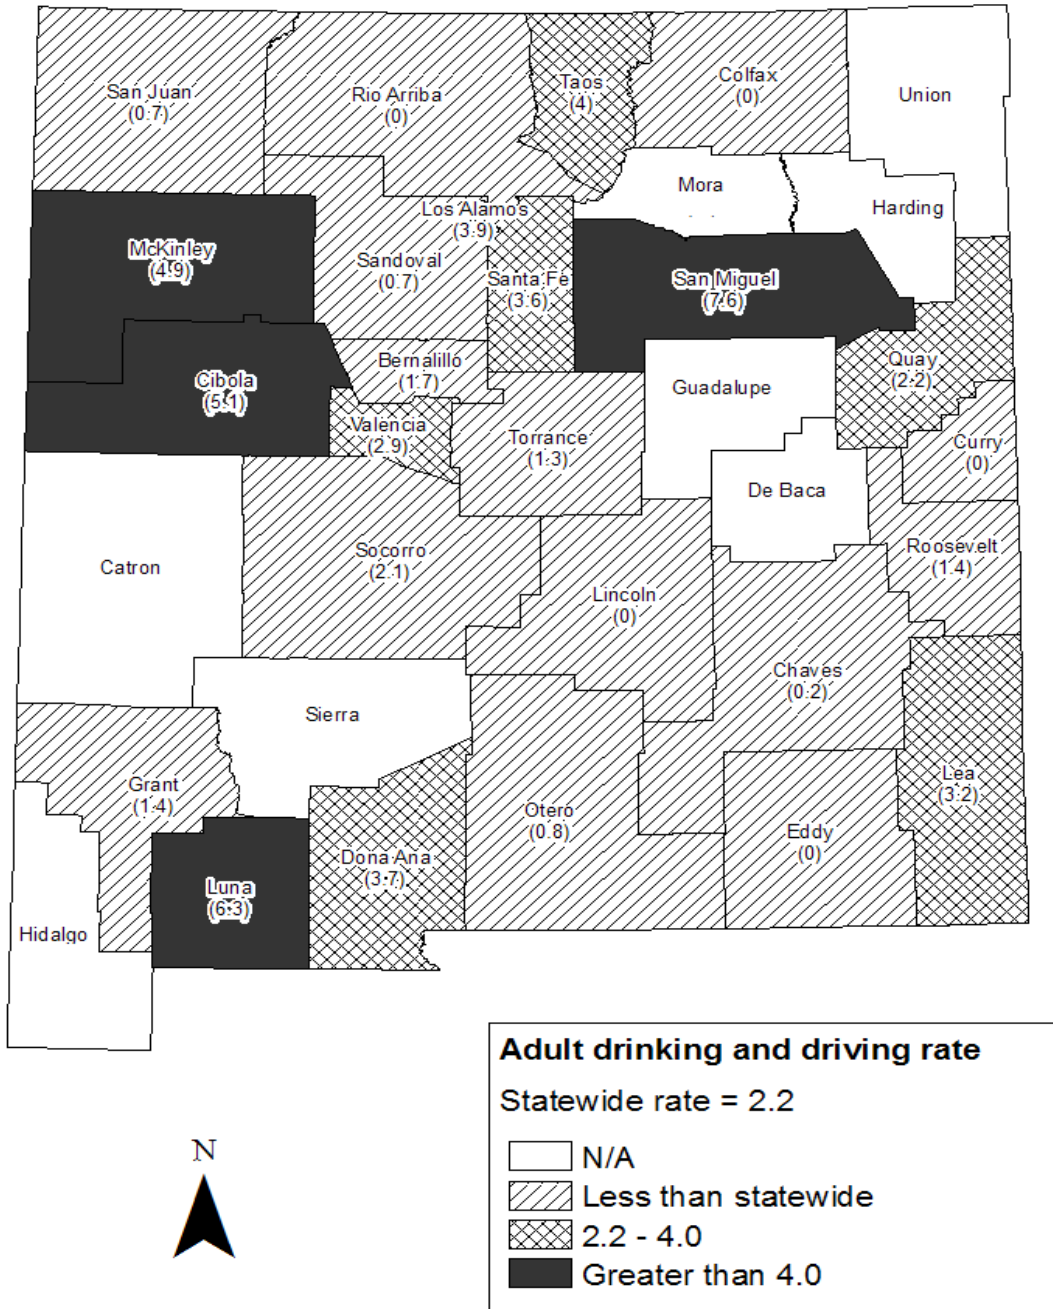 San Juan
(0.7)
Rio Arriba
(0)
Taos
(4)
Colfax
(0)
Union
Mora
Harding
McKinley
(4.9)
Los Alamos
(3.9)
Sandoval
(0.7)
Santa Fe
(3.6)
San Miguel
(7.6)
Cibola
(5.1)
Bernalillo
(1.7)
Valencia
(2.9)
Torrance
(1.3)
Guadalupe
Quay
(2.2)
Curry
(0)
De Baca
Catron
Socorro
(2.1)
Lincoln
(0)
Roosevelt
(1.4)
Chaves
(0.2)
Sierra
Grant
(1.4)
Luna
(6.3)
Dona Ana
(3.7)
Otero
(0.8)
Eddy
(0)
Lea
(3.2)
Hidalgo
N
Adult drinking and driving rate
Statewide rate = 2.2
N/A
Less than statewide
2.2 - 4.0
Greater than 4.0